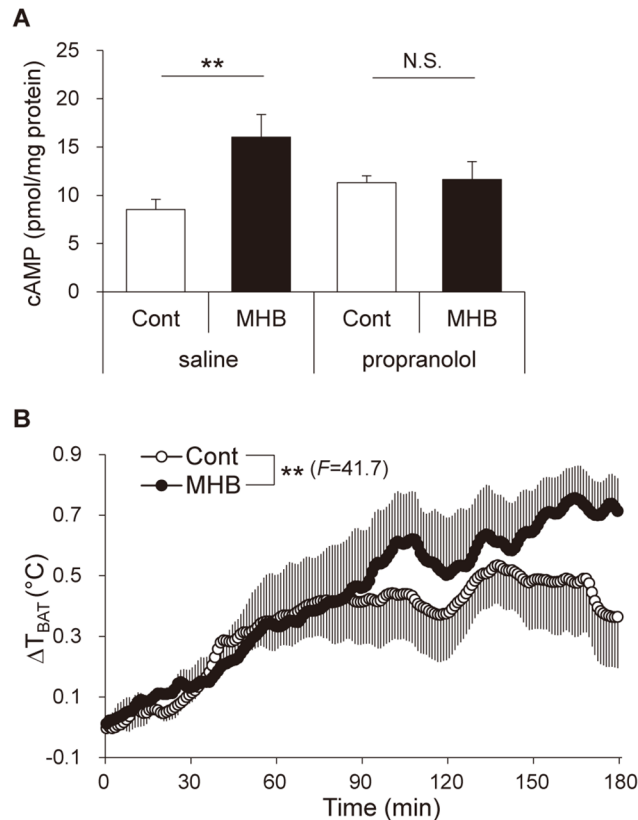 A
cAMP (pmol/mg protein)
25
20
15
10
5
0
**
N.S.
Cont MHB Cont MHB
saline propranolol
B
ΔT_BAT (°C)
0.9
0.7
0.5
0.3
0.1
-0.1
Cont
MHB
** (F=41.7)
0 30 60 90 120 150 180
Time (min)